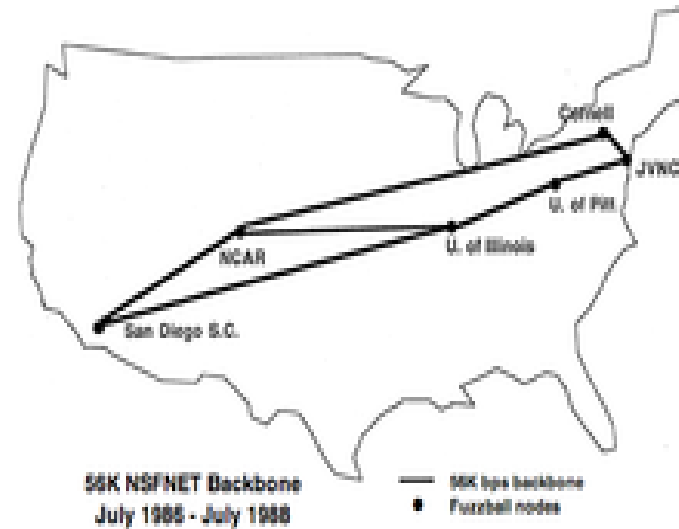 Cornell
JVNC
U. of Pitt.
U. of Illinois
NCAR
San Diego S.C.
56K NSFNET Backbone
July 1986 - July 1988
56K bps backbone
Fuzzball nodes